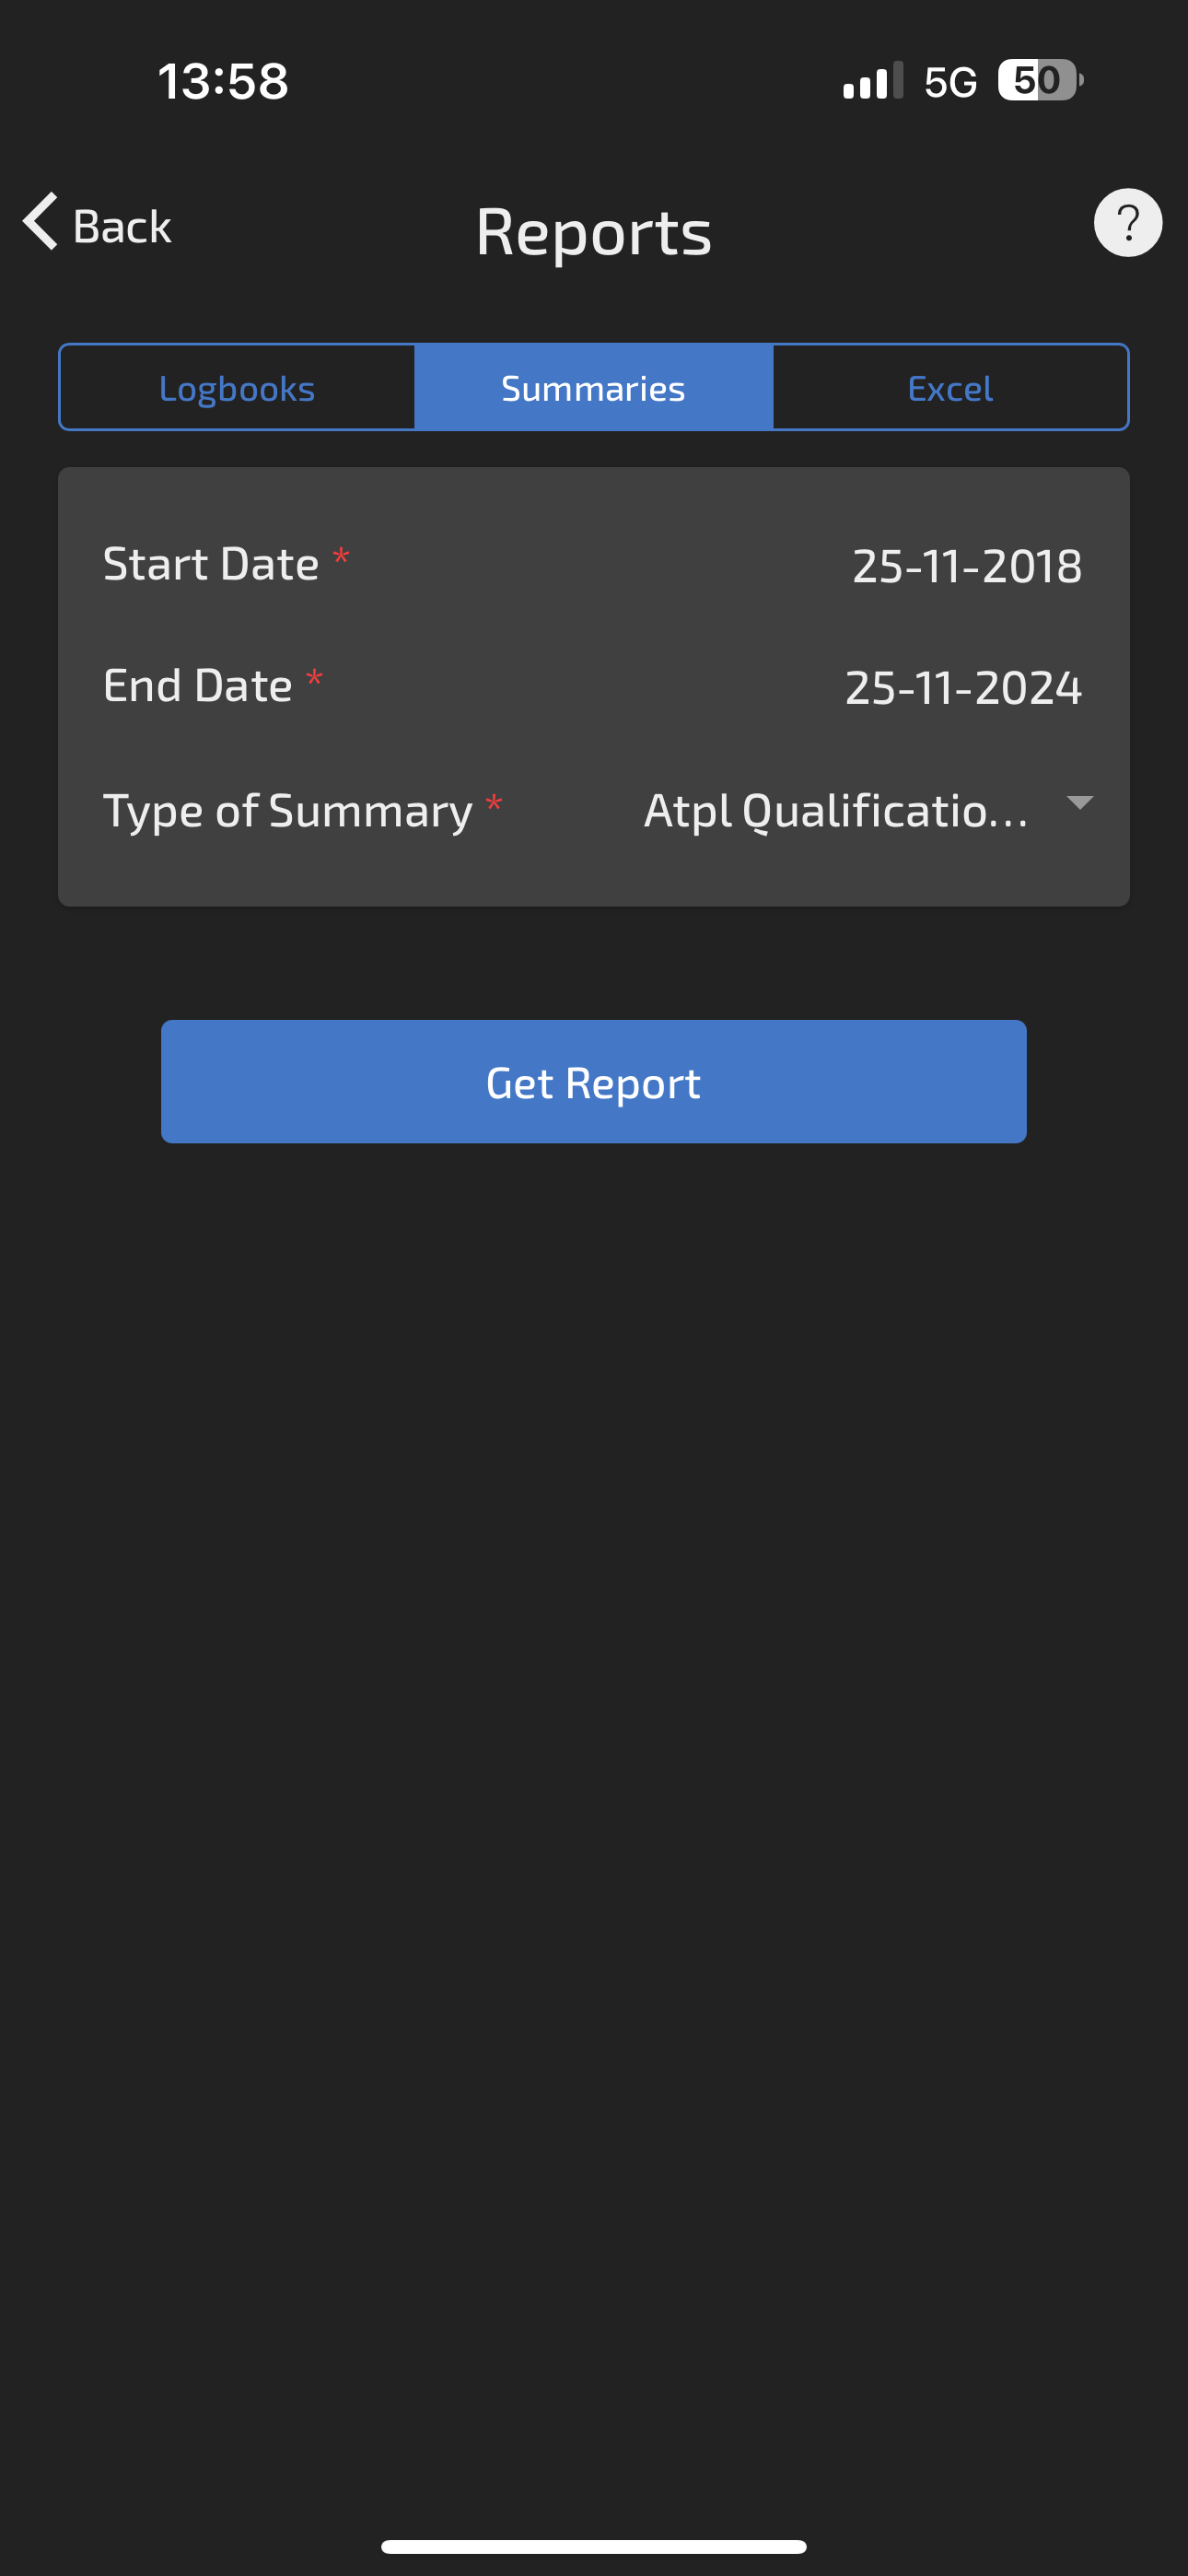 13:58 5G 50
Back Reports ?
Logbooks Summaries Excel
Start Date * 25-11-2018
End Date * 25-11-2024
Type of Summary * Atpl Qualificatio...
Get Report